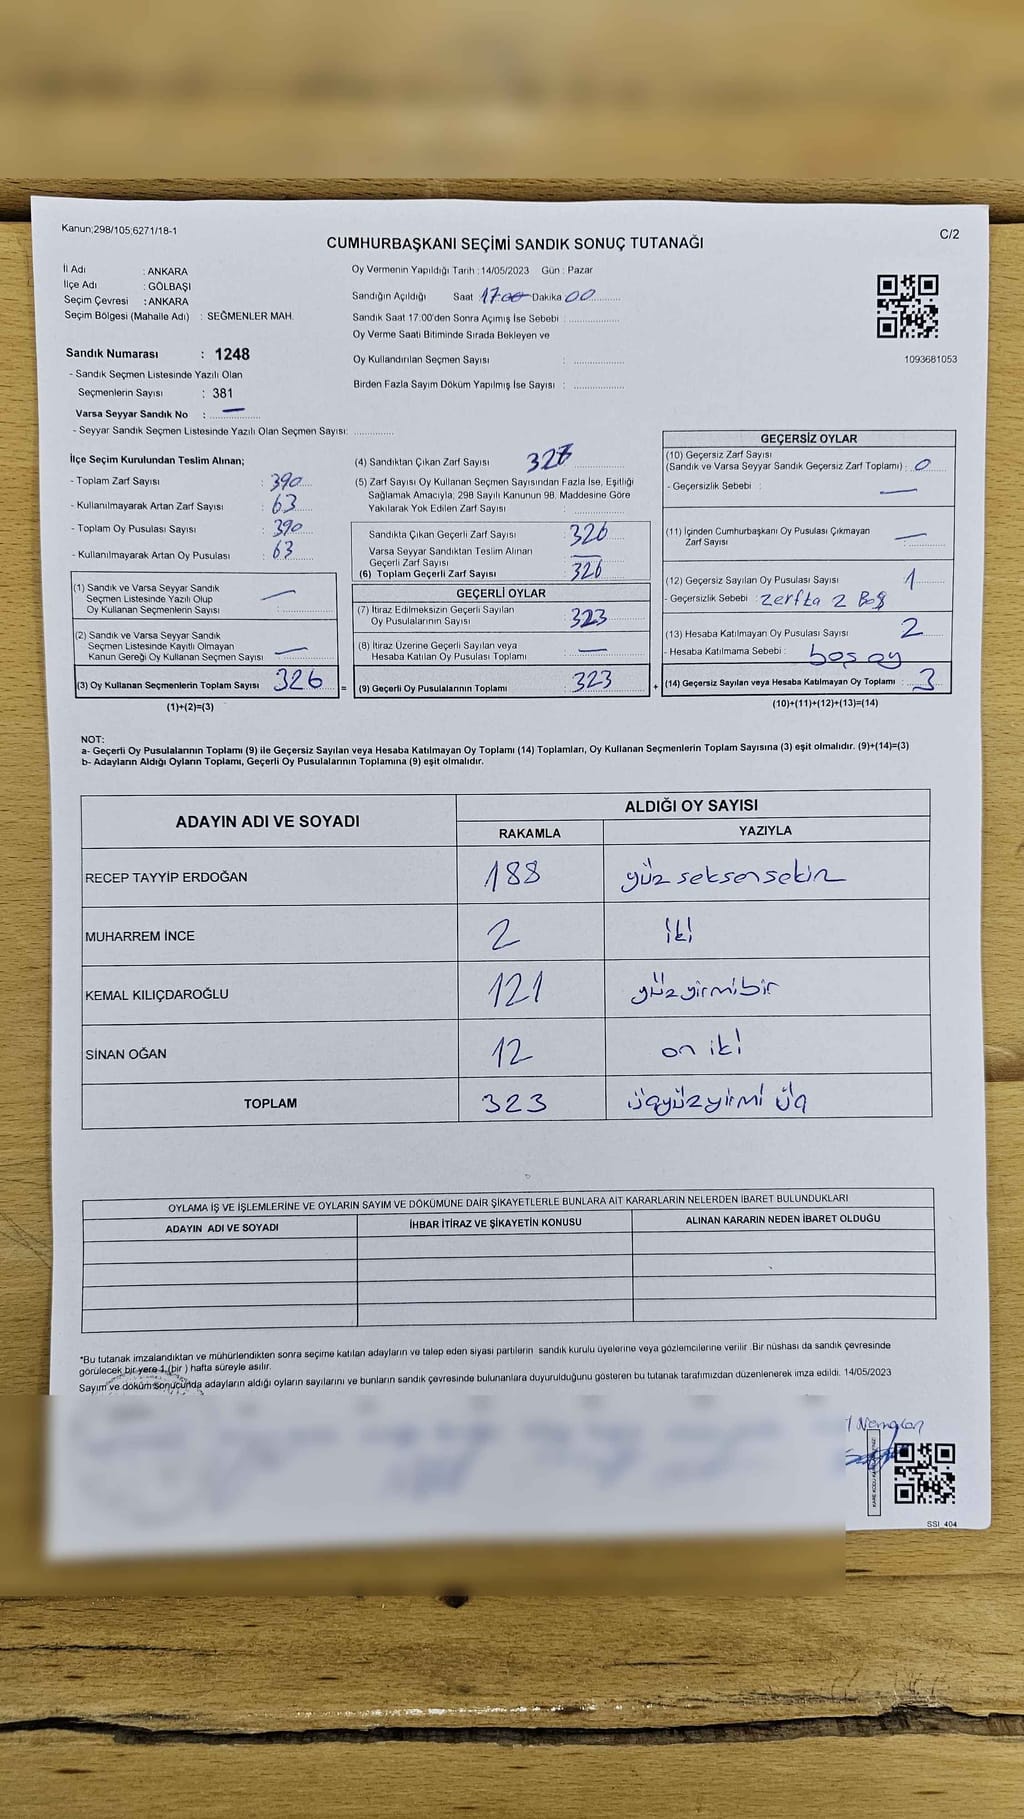 Kanun;298/105;6271/18-1
C/2
CUMHURBAŞKANI SEÇİMİ SANDIK SONUÇ TUTANAĞI
İl Adı : ANKARA
İlçe Adı : GÖLBAŞI
Seçim Çevresi : ANKARA
Seçim Bölgesi (Mahalle Adı) : SEĞMENLER MAH.
Sandık Numarası : 1248
- Sandık Seçmen Listesinde Yazılı Olan
Seçmenlerin Sayısı : 381
Varsa Seyyar Sandık No : —
- Seyyar Sandık Seçmen Listesinde Yazılı Olan Seçmen Sayısı: ..............
Oy Vermenin Yapıldığı Tarih : 14/05/2023 Gün : Pazar
Sandığın Açıldığı Saat 17:00 Dakika 00
Sandık Saat 17:00'den Sonra Açımış İse Sebebi : ..................
Oy Verme Saati Bitiminde Sırada Bekleyen ve
Oy Kullandırılan Seçmen Sayısı : ..................
Birden Fazla Sayım Döküm Yapılmış İse Sayısı : ..................
1093681053
İlçe Seçim Kurulundan Teslim Alınan;
- Toplam Zarf Sayısı : 390
- Kullanılmayarak Artan Zarf Sayısı : 63
- Toplam Oy Pusulası Sayısı : 390
- Kullanılmayarak Artan Oy Pusulası : 63
(1) Sandık ve Varsa Seyyar Sandık
Seçmen Listesinde Yazılı Olup
Oy Kullanan Seçmenlerin Sayısı : —
(2) Sandık ve Varsa Seyyar Sandık
Seçmen Listesinde Kayıtlı Olmayan
Kanun Gereği Oy Kullanan Seçmen Sayısı : —
(3) Oy Kullanan Seçmenlerin Toplam Sayısı 326 =
(1)+(2)=(3)
(4) Sandıktan Çıkan Zarf Sayısı
(5) Zarf Sayısı Oy Kullanan Seçmen Sayısından Fazla İse, Eşitliği
Sağlamak Amacıyla, 298 Sayılı Kanunun 98. Maddesine Göre
Yakılarak Yok Edilen Zarf Sayısı : ..............
Sandıkta Çıkan Geçerli Zarf Sayısı : 326
Varsa Seyyar Sandıktan Teslim Alınan
Geçerli Zarf Sayısı : —
(6) Toplam Geçerli Zarf Sayısı : 326
GEÇERLİ OYLAR
(7) İtiraz Edilmeksizin Geçerli Sayılan
Oy Pusulalarının Sayısı : 323
(8) İtiraz Üzerine Geçerli Sayılan veya
Hesaba Katılan Oy Pusulası Toplamı : —
(9) Geçerli Oy Pusulalarının Toplamı : 323 +
GEÇERSİZ OYLAR
(10) Geçersiz Zarf Sayısı
(Sandık ve Varsa Seyyar Sandık Geçersiz Zarf Toplamı) : 0
- Geçersizlik Sebebi : —
(11) İçinden Cumhurbaşkanı Oy Pusulası Çıkmayan
Zarf Sayısı : —
(12) Geçersiz Sayılan Oy Pusulası Sayısı : 1
- Geçersizlik Sebebi : zerfta 2 Boş
(13) Hesaba Katılmayan Oy Pusulası Sayısı : 2
- Hesaba Katılmama Sebebi : boş oy
(14) Geçersiz Sayılan veya Hesaba Katılmayan Oy Toplamı : 3
(10)+(11)+(12)+(13)=(14)
NOT:
a- Geçerli Oy Pusulalarının Toplamı (9) ile Geçersiz Sayılan veya Hesaba Katılmayan Oy Toplamı (14) Toplamları, Oy Kullanan Seçmenlerin Toplam Sayısına (3) eşit olmalıdır. (9)+(14)=(3)
b- Adayların Aldığı Oyların Toplamı, Geçerli Oy Pusulalarının Toplamına (9) eşit olmalıdır.
ADAYIN ADI VE SOYADI
ALDIĞI OY SAYISI
RAKAMLA YAZIYLA
RECEP TAYYİP ERDOĞAN 188 yüz seksensekiz
MUHARREM İNCE 2 iki
KEMAL KILIÇDAROĞLU 121 yüzyirmibir
SİNAN OĞAN 12 on iki
TOPLAM 323 üçyüzyirmi üç
OYLAMA İŞ VE İŞLEMLERİNE VE OYLARIN SAYIM VE DÖKÜMÜNE DAİR ŞİKAYETLERLE BUNLARA AİT KARARLARIN NELERDEN İBARET BULUNDUKLARI
ADAYIN ADI VE SOYADI İHBAR İTİRAZ VE ŞİKAYETİN KONUSU ALINAN KARARIN NEDEN İBARET OLDUĞU
*Bu tutanak imzalandıktan ve mühürlendikten sonra seçime katılan adayların ve talep eden siyasi partilerin sandık kurulu üyelerine veya gözlemcilerine verilir .Bir nüshası da sandık çevresinde
görülecek bir yere 1 (bir ) hafta süreyle asılır.
Sayım ve döküm sonucunda adayların aldığı oyların sayılarını ve bunların sandık çevresinde bulunanlara duyurulduğunu gösteren bu tutanak tarafımızdan düzenlenerek imza edildi. 14/05/2023
SSI_404